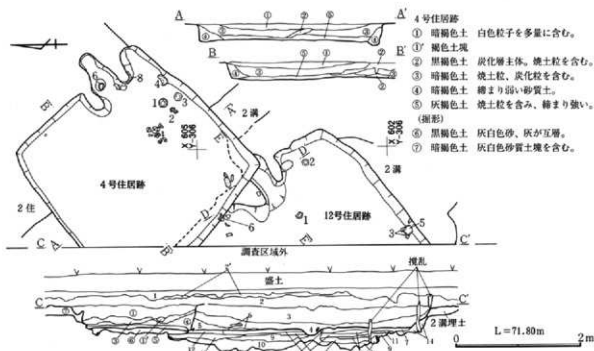 A
A'
B
B'
4号住居跡
① 暗褐色土 白色粒子を多量に含む。
①' 褐色土塊
② 黒褐色土 炭化層主体。焼土粒を含む。
③ 暗褐色土 焼土粒、炭化粒を含む。
④ 暗褐色土 締まり弱い砂質土。
⑤ 灰褐色土 焼土粒を含み、締まり強い。
(掘形)
⑥ 黒褐色土 灰白色砂、灰が互層。
⑦ 暗褐色土 灰白色砂質土塊を含む。
2溝
X 605
Y-306
X 602
Y-306
2溝
4号住居跡
12号住居跡
2住
調査区域外
C
C'
攪乱
盛土
2溝埋土
L=71.80m
0
2m